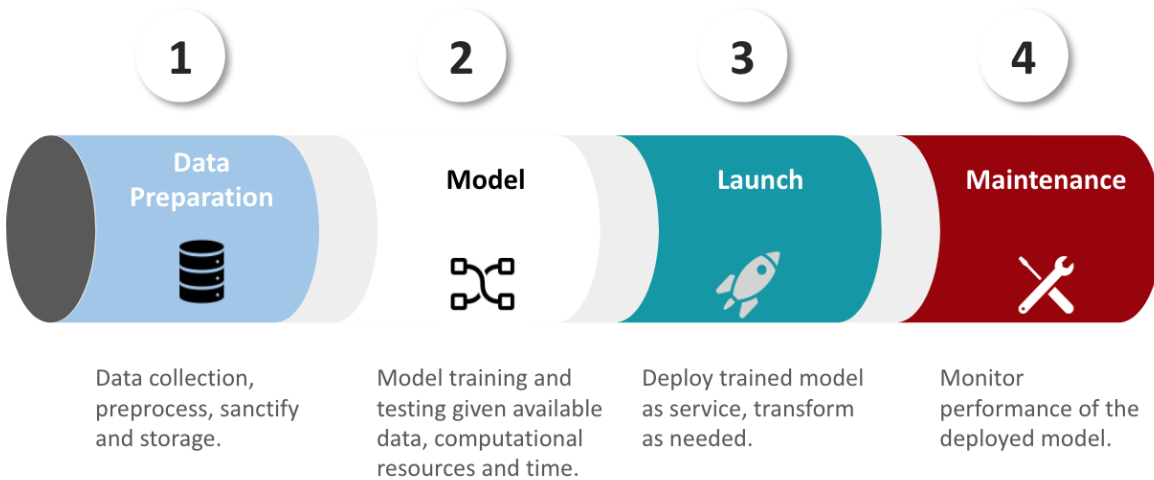 1
2
3
4
Data
Preparation
Model
Launch
Maintenance
Data collection,
preprocess, sanctify
and storage.
Model training and
testing given available
data, computational
resources and time.
Deploy trained model
as service, transform
as needed.
Monitor
performance of the
deployed model.